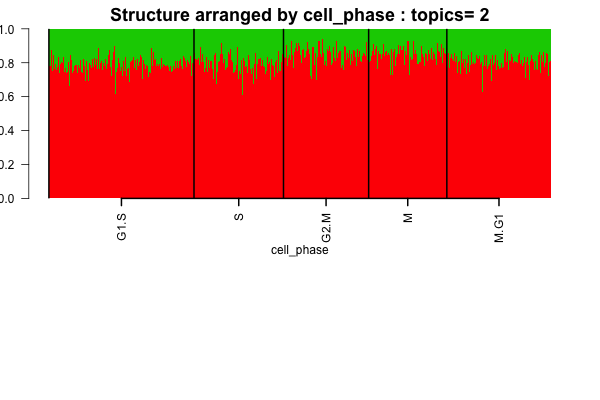 Structure arranged by cell_phase : topics= 2
1.0
0.8
0.6
0.4
0.2
0.0
G1.S
S
G2.M
M
M.G1
cell_phase